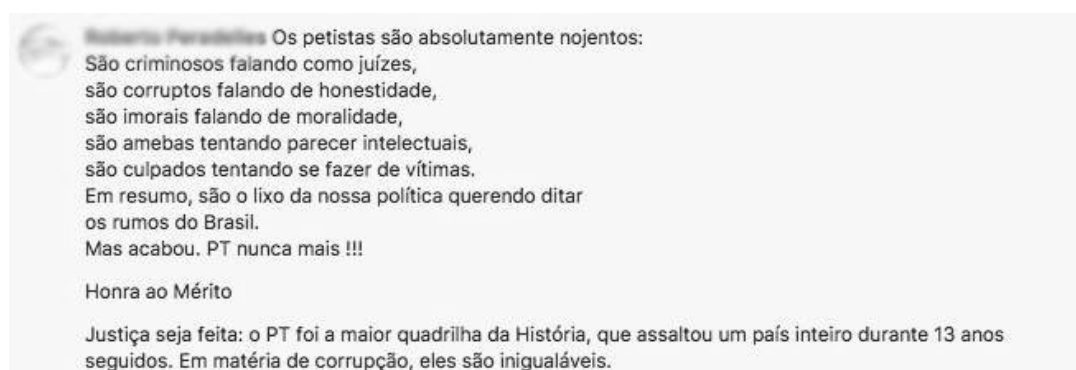 Os petistas são absolutamente nojentos:
São criminosos falando como juízes,
são corruptos falando de honestidade,
são imorais falando de moralidade,
são amebas tentando parecer intelectuais,
são culpados tentando se fazer de vítimas.
Em resumo, são o lixo da nossa política querendo ditar
os rumos do Brasil.
Mas acabou. PT nunca mais !!!
Honra ao Mérito
Justiça seja feita: o PT foi a maior quadrilha da História, que assaltou um país inteiro durante 13 anos
seguidos. Em matéria de corrupção, eles são inigualáveis.